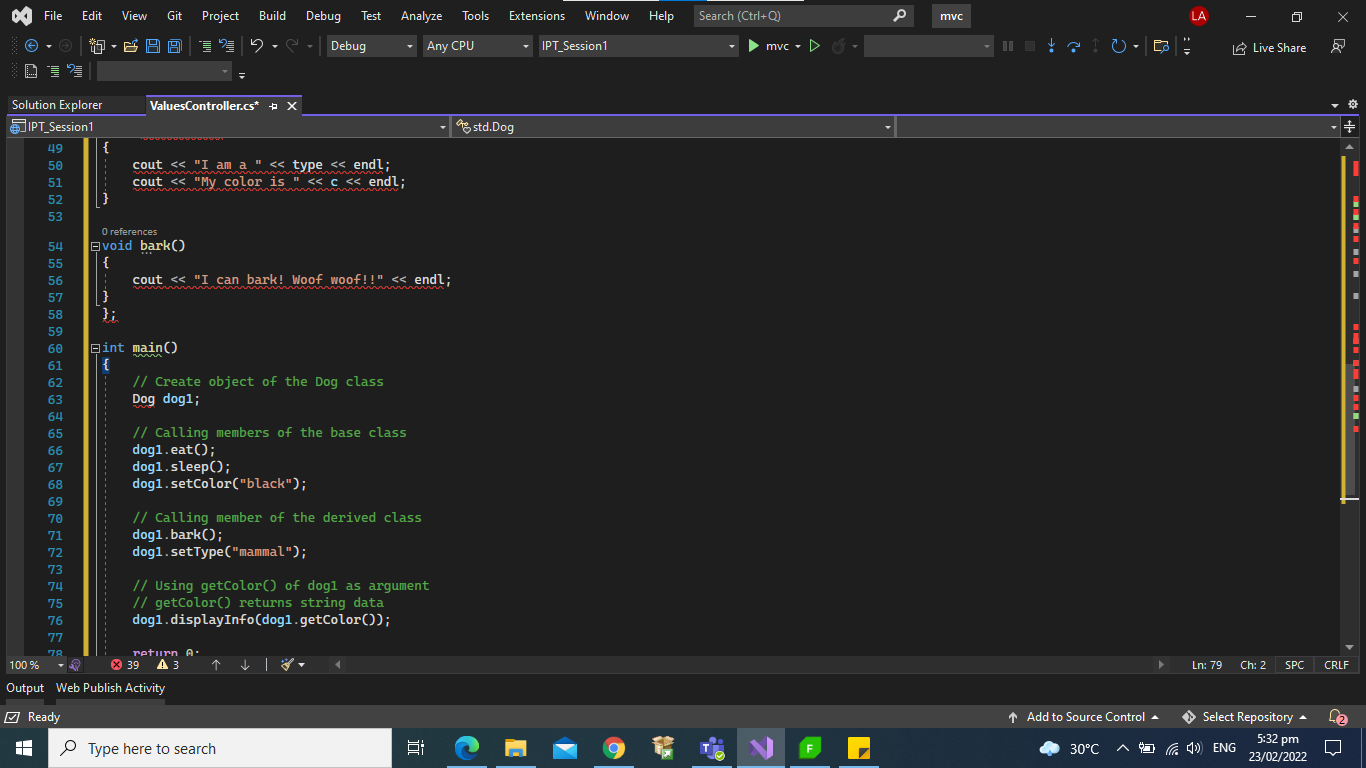 File Edit View Git Project Build Debug Test Analyze Tools Extensions Window Help Search (Ctrl+Q) mvc LA
Debug Any CPU IPT_Session1 mvc Live Share
Solution Explorer ValuesController.cs*
IPT_Session1 std.Dog
49 {
50 cout << "I am a " << type << endl;
51 cout << "My color is " << c << endl;
52 }
53
0 references
54 void bark()
55 {
56 cout << "I can bark! Woof woof!!" << endl;
57 }
58 };
59
60 int main()
61 {
62 // Create object of the Dog class
63 Dog dog1;
64
65 // Calling members of the base class
66 dog1.eat();
67 dog1.sleep();
68 dog1.setColor("black");
69
70 // Calling member of the derived class
71 dog1.bark();
72 dog1.setType("mammal");
73
74 // Using getColor() of dog1 as argument
75 // getColor() returns string data
76 dog1.displayInfo(dog1.getColor());
77
78 return 0;
100 % 39 3 Ln: 79 Ch: 2 SPC CRLF
Output Web Publish Activity
Ready Add to Source Control Select Repository 2
Type here to search 30°C ENG 5:32 pm
23/02/2022